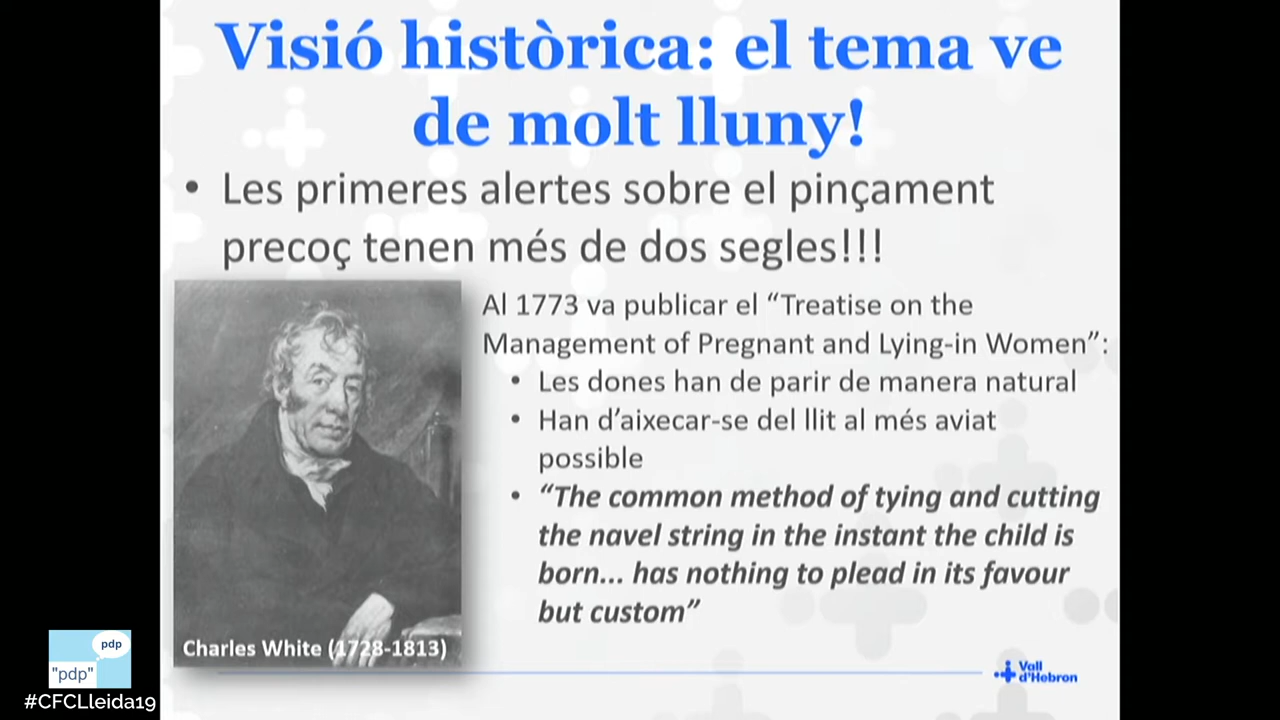 Visió històrica: el tema ve
de molt lluny!
• Les primeres alertes sobre el pinçament
precoç tenen més de dos segles!!!
Al 1773 va publicar el “Treatise on the
Management of Pregnant and Lying-in Women”:
• Les dones han de parir de manera natural
• Han d’aixecar-se del llit al més aviat
possible
• “The common method of tying and cutting
the navel string in the instant the child is
born... has nothing to plead in its favour
but custom”
Charles White (1728-1813)
Vall
d'Hebron
pdp
"pdp"
#CFCLleida19